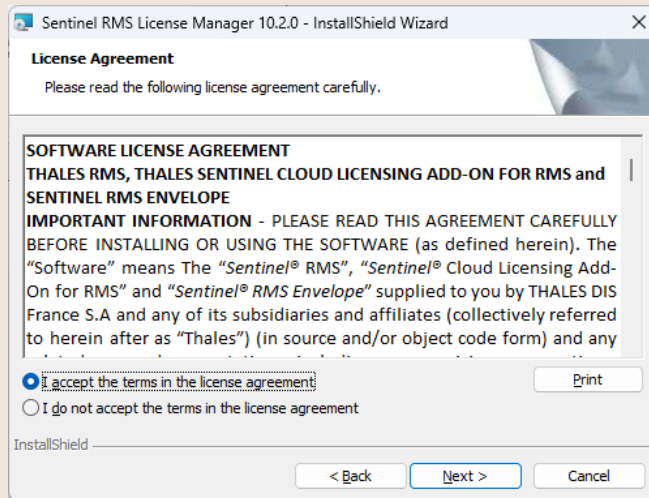 Sentinel RMS License Manager 10.2.0 - InstallShield Wizard
License Agreement
Please read the following license agreement carefully.
SOFTWARE LICENSE AGREEMENT
THALES RMS, THALES SENTINEL CLOUD LICENSING ADD-ON FOR RMS and
SENTINEL RMS ENVELOPE
IMPORTANT INFORMATION - PLEASE READ THIS AGREEMENT CAREFULLY
BEFORE INSTALLING OR USING THE SOFTWARE (as defined herein). The
“Software” means The “Sentinel® RMS”, “Sentinel® Cloud Licensing Add-
On for RMS” and “Sentinel® RMS Envelope” supplied to you by THALES DIS
France S.A and any of its subsidiaries and affiliates (collectively referred
to herein after as “Thales”) (in source and/or object code form) and any
I accept the terms in the license agreement
Print
I do not accept the terms in the license agreement
InstallShield
< Back
Next >
Cancel